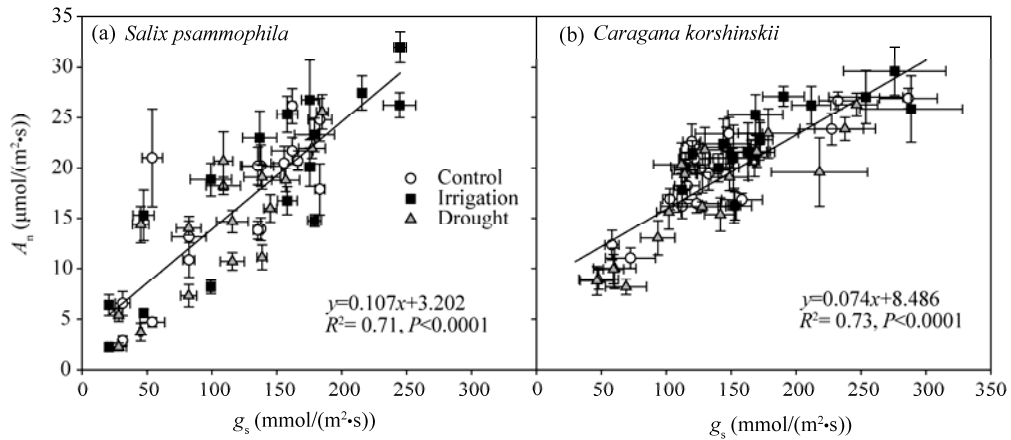 (a) Salix psammophila
(b) Caragana korshinskii
35
30
25
20
15
10
5
0
Aₙ (μmol/(m²•s))
Control
Irrigation
Drought
y=0.107x+3.202
R²= 0.71, P<0.0001
y=0.074x+8.486
R²= 0.73, P<0.0001
0 50 100 150 200 250 300 0 50 100 150 200 250 300 350
gₛ (mmol/(m²•s)) gₛ (mmol/(m²•s))